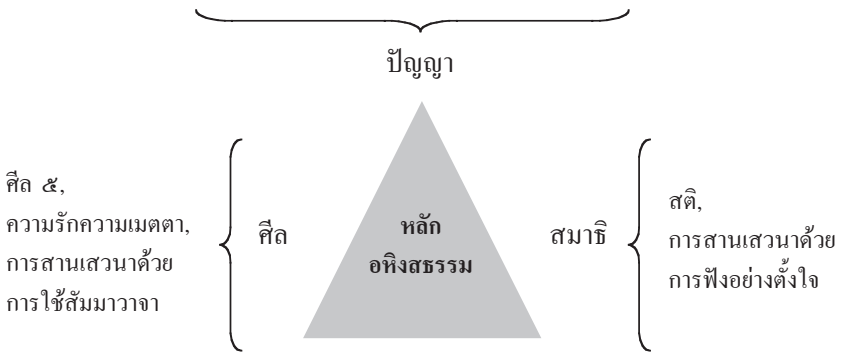 ปัญญา
ศีล ๕,
ความรักความเมตตา,
การสานเสวนาด้วย
การใช้สัมมาวาจา
ศีล
หลัก
อหิงสธรรม
สมาธิ
สติ,
การสานเสวนาด้วย
การฟังอย่างตั้งใจ